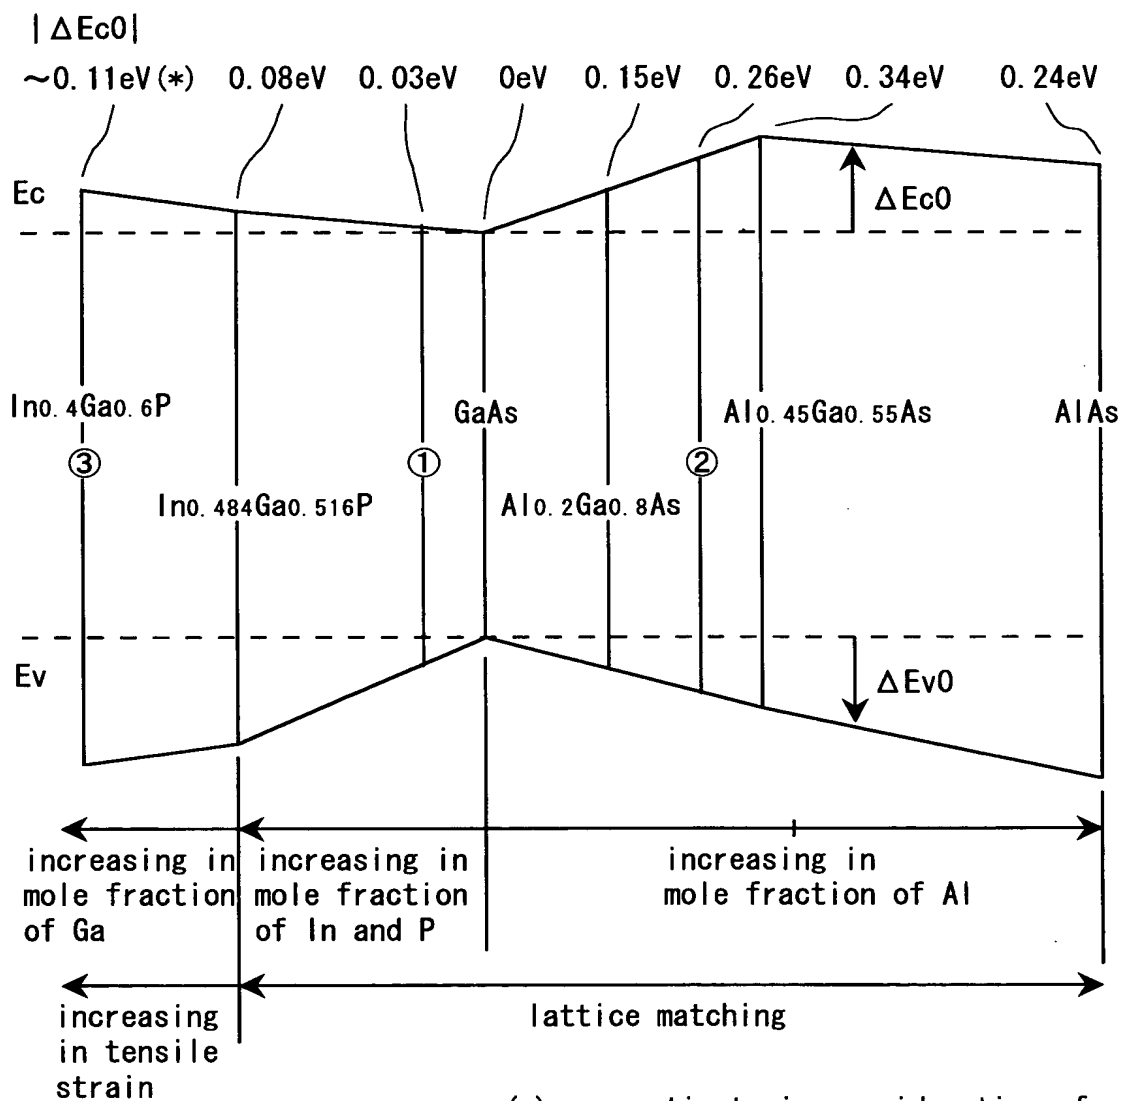 |ΔEc0|
~0.11eV(*) 0.08eV 0.03eV 0eV 0.15eV 0.26eV 0.34eV 0.24eV
Ec
ΔEc0
In0.4Ga0.6P
GaAs
Al0.45Ga0.55As
AlAs
③
①
②
In0.484Ga0.516P
Al0.2Ga0.8As
Ev
ΔEv0
increasing in
mole fraction
of Ga
increasing in
mole fraction
of In and P
increasing in
mole fraction of Al
increasing
in tensile
strain
lattice matching